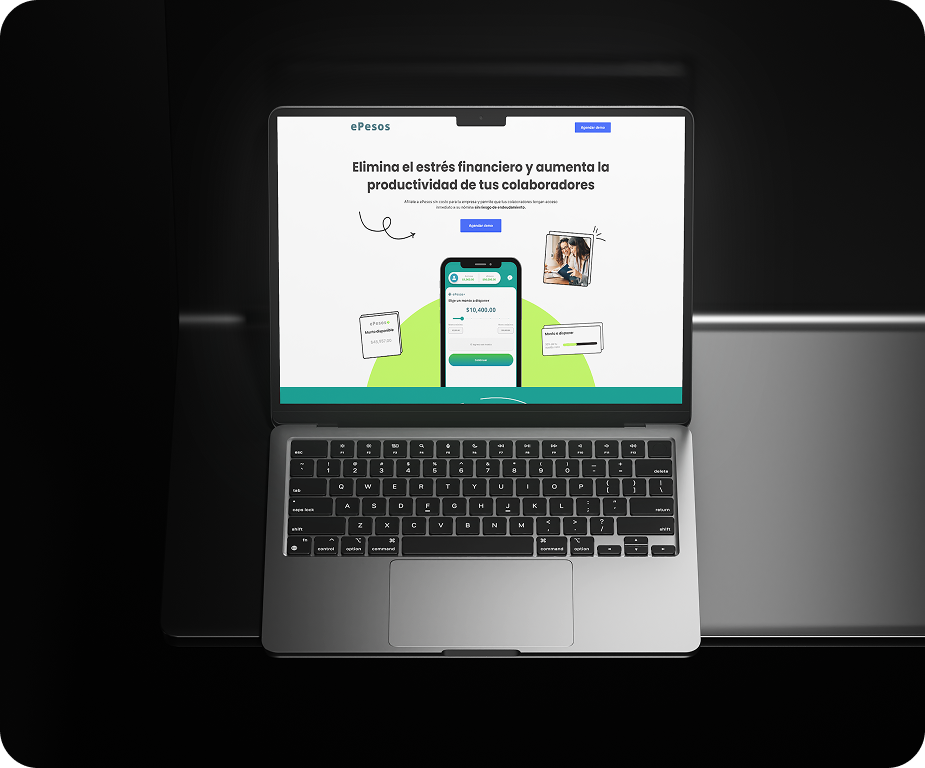 ePesos
Agendar demo
Elimina el estrés financiero y aumenta la
productividad de tus colaboradores
Afíliate a ePesos sin costo para tu empresa y permite que tus colaboradores tengan acceso
inmediato a su nómina sin riesgo de endeudamiento.
Agendar demo
ePesos+
Elige un monto a disponer
$10,400.00
ePesos+
Monto disponible
Monto a disponer
esc
F1 F2 F3 F4 F5 F6 F7 F8 F9 F10 F11 F12
~ ! @ # $ % ^ & * ( ) _ +
` 1 2 3 4 5 6 7 8 9 0 - =
delete
tab Q W E R T Y U I O P { [ } ] | \
caps lock A S D F G H J K L : ; " ' return
shift Z X C V B N M < , > . ? / shift
fn control option command command option